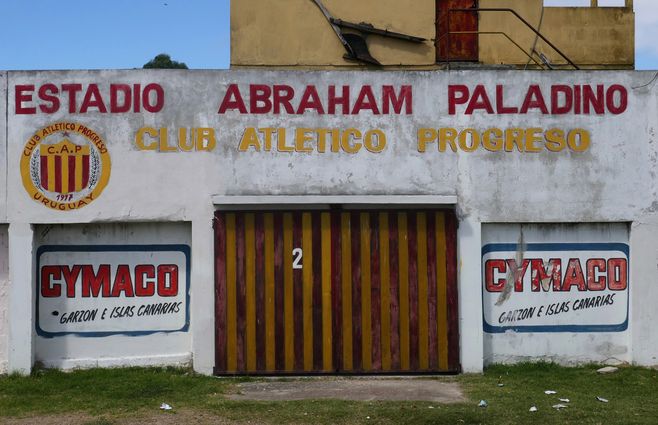 ESTADIO ABRAHAM PALADINO
CLUB ATLETICO PROGRESO
CLUB ATLETICO PROGRESO
C.A.P
1917
URUGUAY
2
CYMACO
GARZON E ISLAS CANARIAS
CYMACO
GARZON E ISLAS CANARIAS